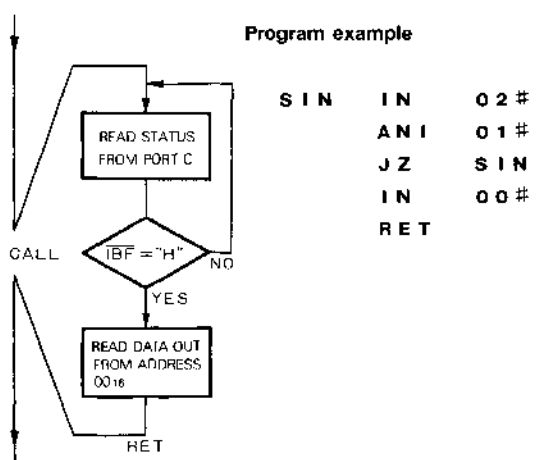 Program example
READ STATUS
FROM PORT C
CALL
I̅B̅F̅ = "H"
NO
YES
READ DATA OUT
FROM ADDRESS
00₁₆
RET
SIN IN 02#
ANI 01#
JZ SIN
IN 00#
RET